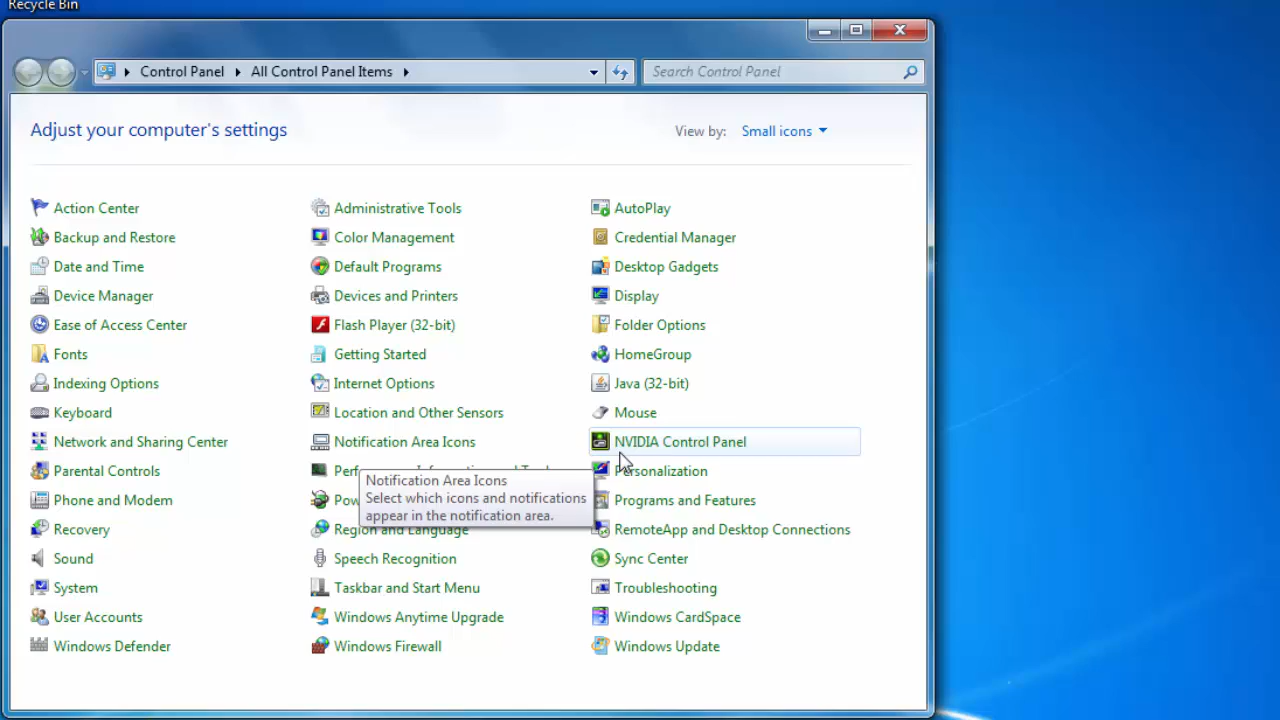 Recycle Bin
Control Panel All Control Panel Items
Search Control Panel
Adjust your computer's settings
View by: Small icons
Action Center Administrative Tools AutoPlay
Backup and Restore Color Management Credential Manager
Date and Time Default Programs Desktop Gadgets
Device Manager Devices and Printers Display
Ease of Access Center Flash Player (32-bit) Folder Options
Fonts Getting Started HomeGroup
Indexing Options Internet Options Java (32-bit)
Keyboard Location and Other Sensors Mouse
Network and Sharing Center Notification Area Icons NVIDIA Control Panel
Parental Controls Personalization
Notification Area Icons
Select which icons and notifications
appear in the notification area.
Phone and Modem Programs and Features
Recovery Region and Language RemoteApp and Desktop Connections
Sound Speech Recognition Sync Center
System Taskbar and Start Menu Troubleshooting
User Accounts Windows Anytime Upgrade Windows CardSpace
Windows Defender Windows Firewall Windows Update